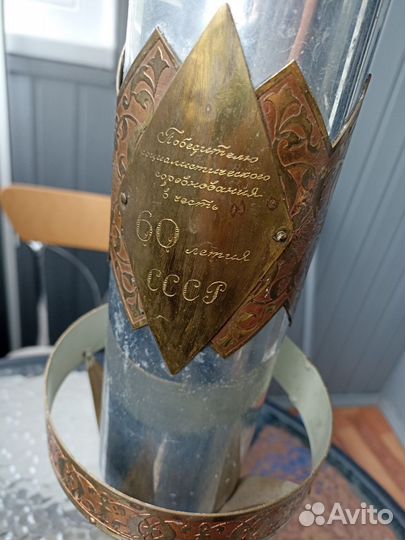 Победителю
социалистического
соревнования
в честь
60 летия
СССР
Avito